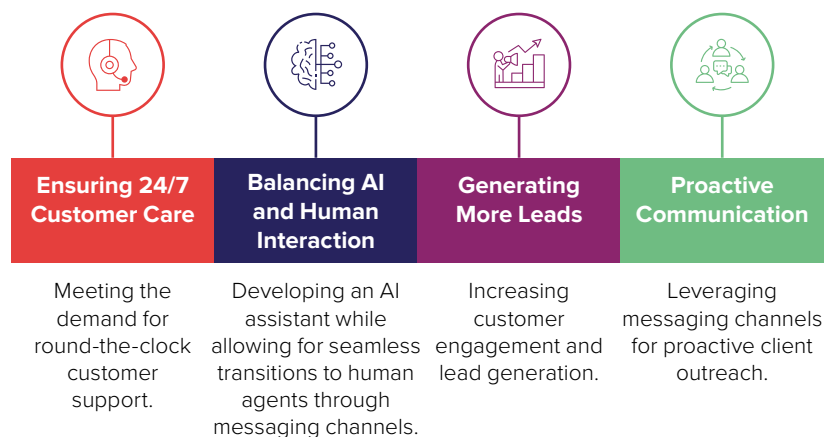 Ensuring 24/7
Customer Care
Balancing AI
and Human
Interaction
Generating
More Leads
Proactive
Communication
Meeting the
demand for
round-the-clock
customer
support.
Developing an AI
assistant while
allowing for seamless
transitions to human
agents through
messaging channels.
Increasing
customer
engagement and
lead generation.
Leveraging
messaging channels
for proactive client
outreach.